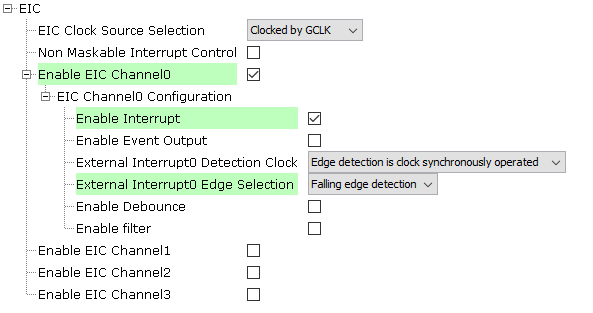 EIC
EIC Clock Source Selection Clocked by GCLK
Non Maskable Interrupt Control
Enable EIC Channel0
EIC Channel0 Configuration
Enable Interrupt
Enable Event Output
External Interrupt0 Detection Clock Edge detection is clock synchronously operated
External Interrupt0 Edge Selection Falling edge detection
Enable Debounce
Enable filter
Enable EIC Channel1
Enable EIC Channel2
Enable EIC Channel3